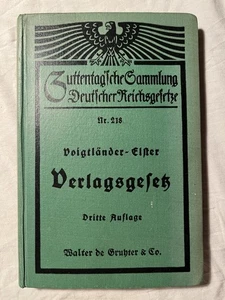 Guttentag'sche Sammlung
Deutscher Reichsgesetze
Nr. 218
Voigtländer-Elster
Verlagsgesetz
Dritte Auflage
Walter de Gruyter & Co.